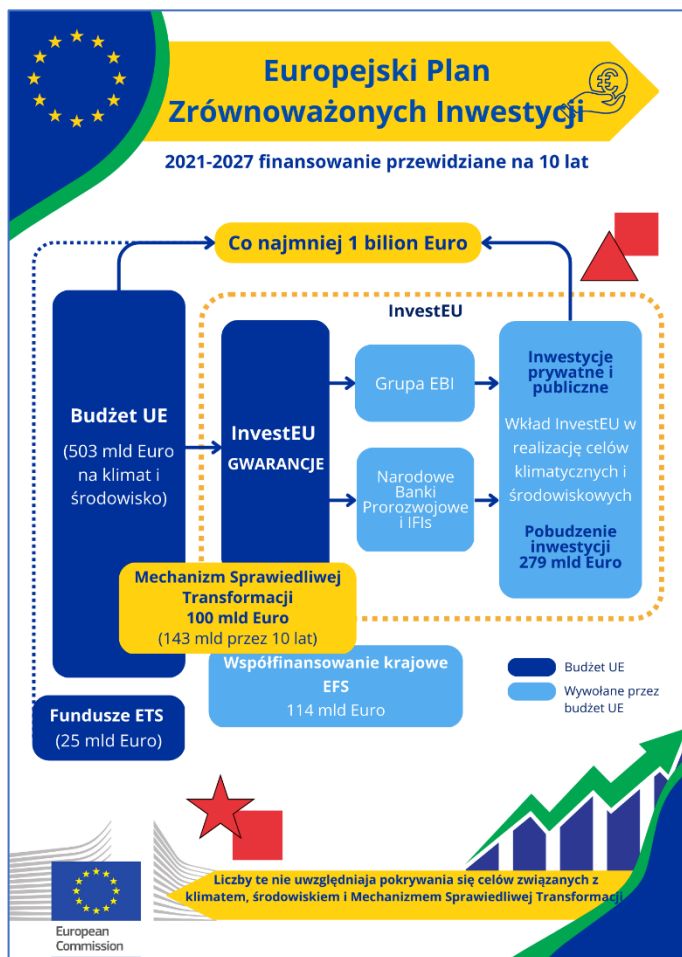 Europejski Plan
Zrównoważonych Inwestycji
2021-2027 finansowanie przewidziane na 10 lat
Co najmniej 1 bilion Euro
InvestEU
Budżet UE
(503 mld Euro
na klimat i
środowisko)
InvestEU
GWARANCJE
Grupa EBI
Narodowe
Banki
Prorozwojowe
i IFIs
Inwestycje
prywatne i
publiczne
Wkład InvestEU w
realizację celów
klimatycznych i
środowiskowych
Pobudzenie
inwestycji
279 mld Euro
Mechanizm Sprawiedliwej
Transformacji
100 mld Euro
(143 mld przez 10 lat)
Współfinansowanie krajowe
EFS
114 mld Euro
Budżet UE
Wywołane przez
budżet UE
Fundusze ETS
(25 mld Euro)
Liczby te nie uwzględniaja pokrywania się celów związanych z
klimatem, środowiskiem i Mechanizmem Sprawiedliwej Transformacji
European
Commission